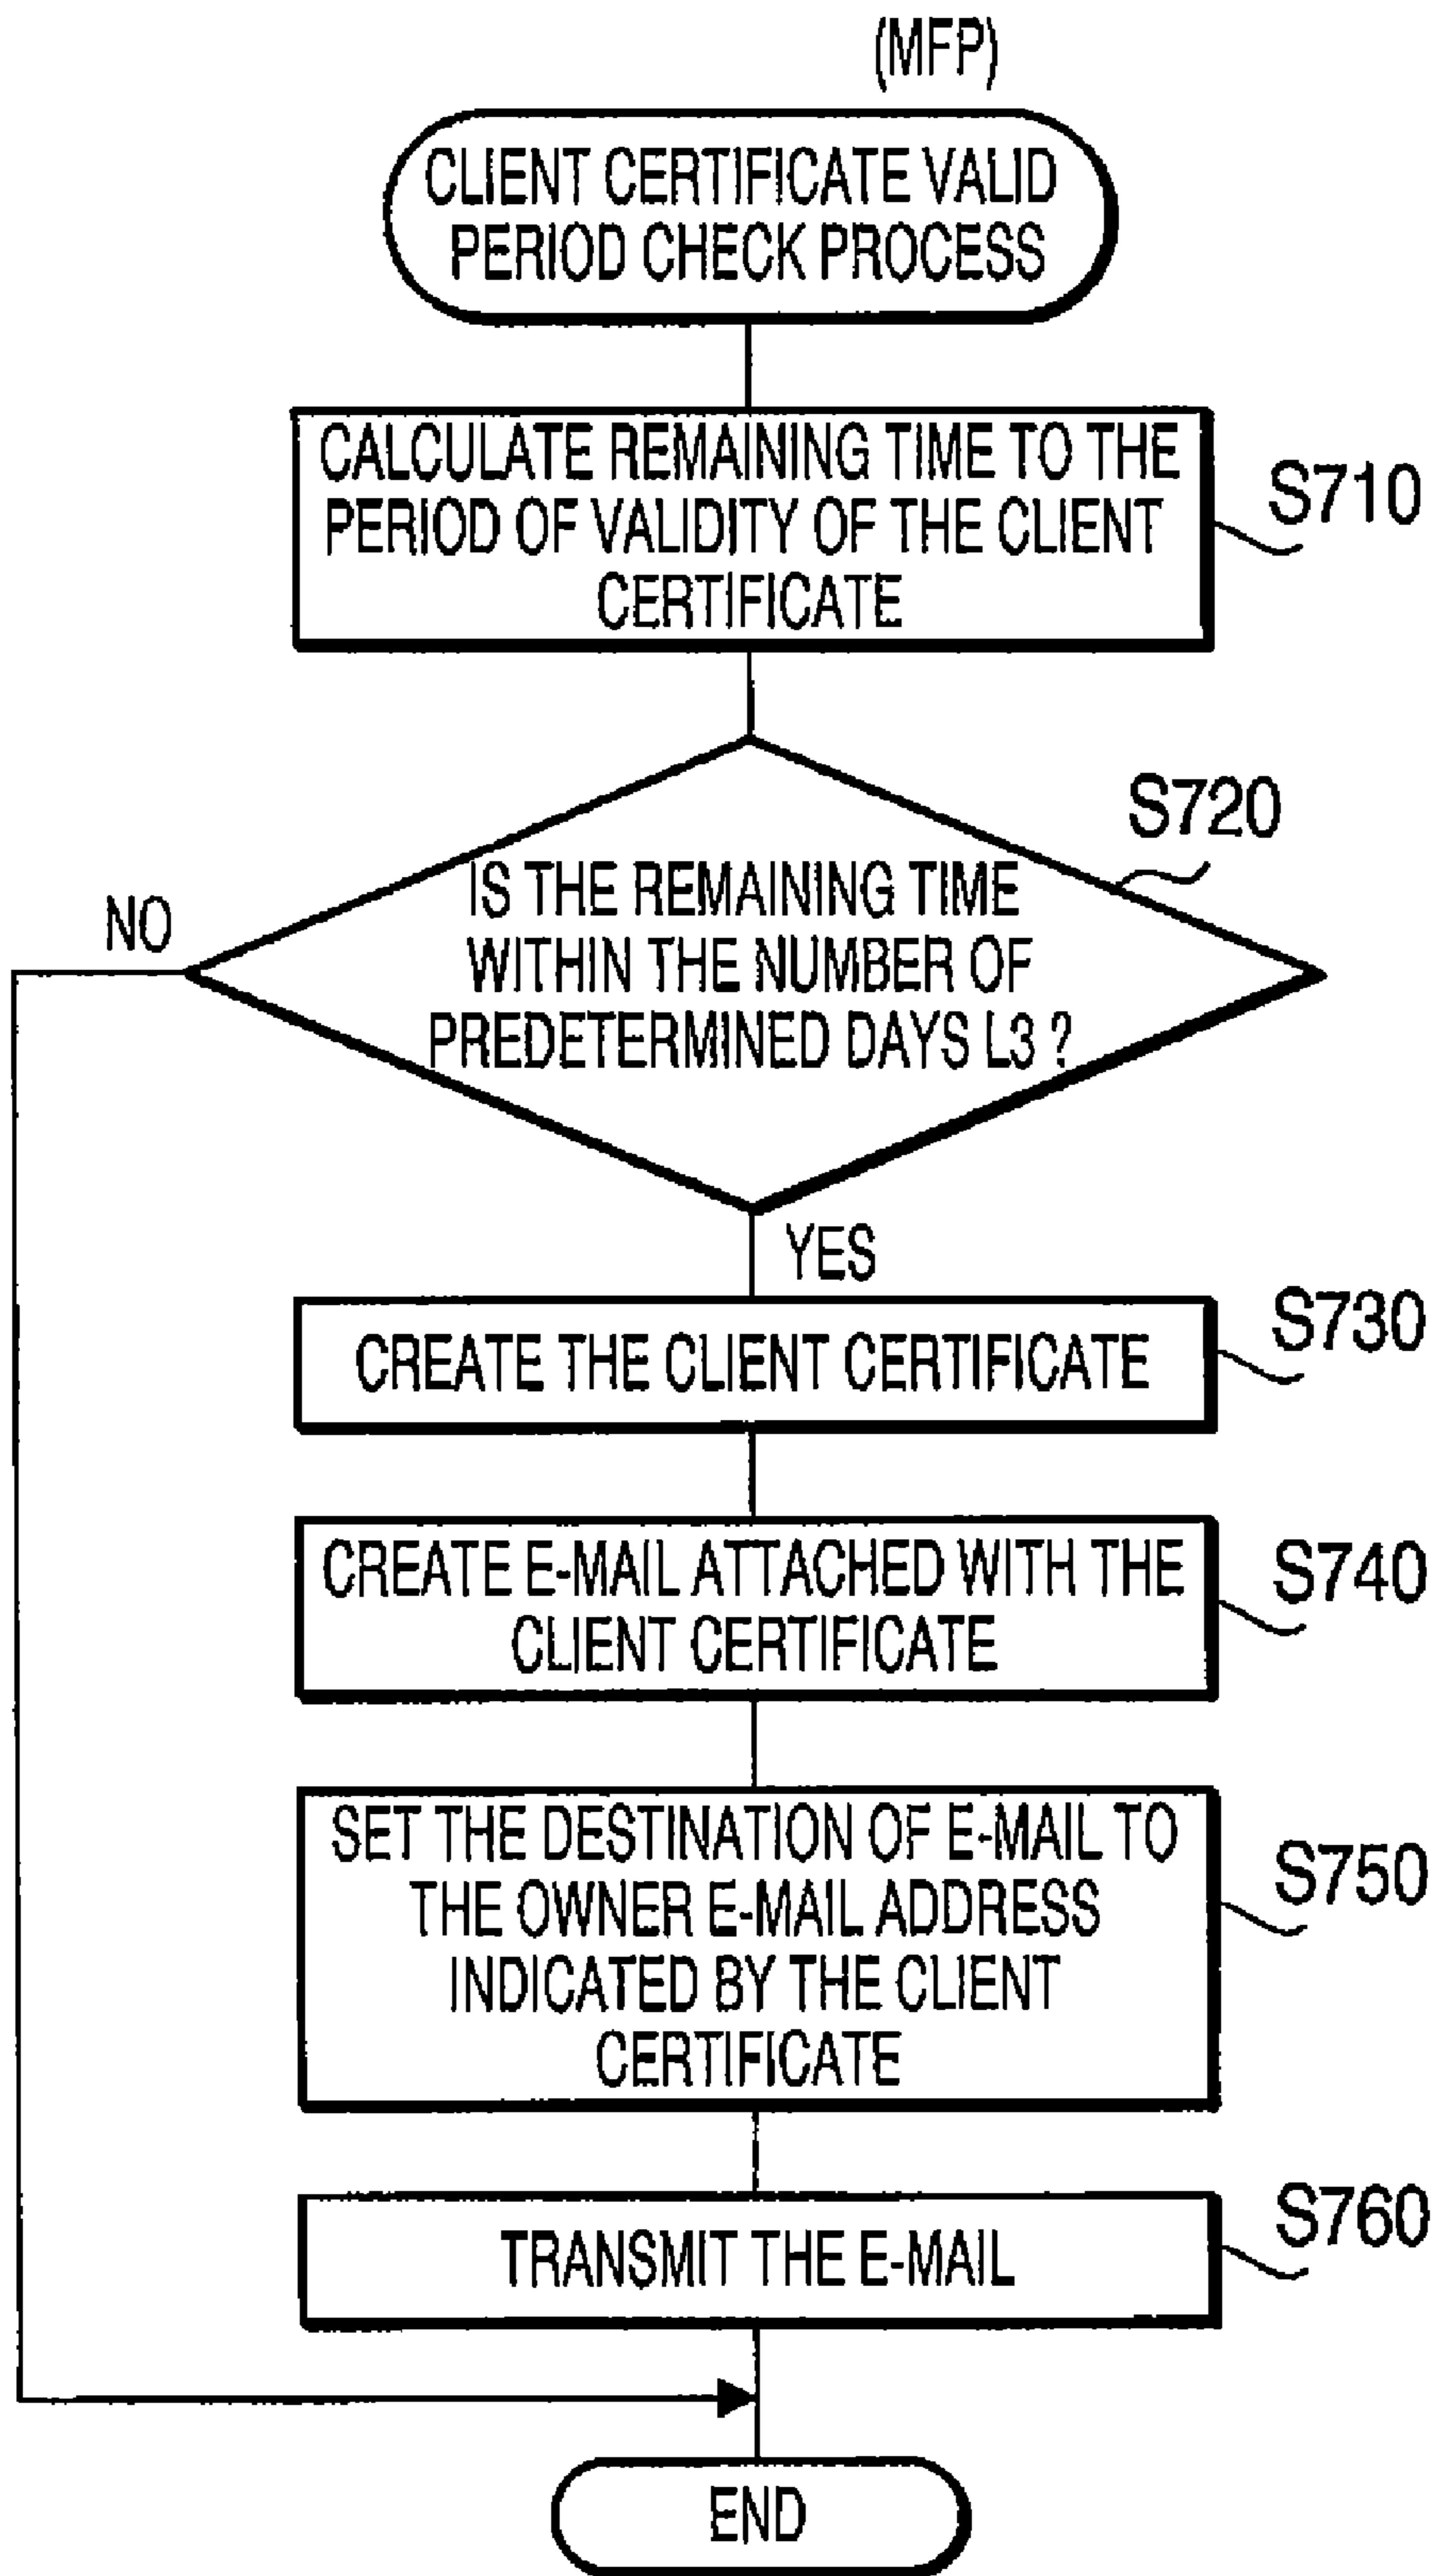 (MFP)
CLIENT CERTIFICATE VALID
PERIOD CHECK PROCESS
CALCULATE REMAINING TIME TO THE
PERIOD OF VALIDITY OF THE CLIENT
CERTIFICATE
S710
S720
IS THE REMAINING TIME
WITHIN THE NUMBER OF
PREDETERMINED DAYS L3 ?
NO
YES
CREATE THE CLIENT CERTIFICATE
S730
CREATE E-MAIL ATTACHED WITH THE
CLIENT CERTIFICATE
S740
SET THE DESTINATION OF E-MAIL TO
THE OWNER E-MAIL ADDRESS
INDICATED BY THE CLIENT
CERTIFICATE
S750
TRANSMIT THE E-MAIL
S760
END